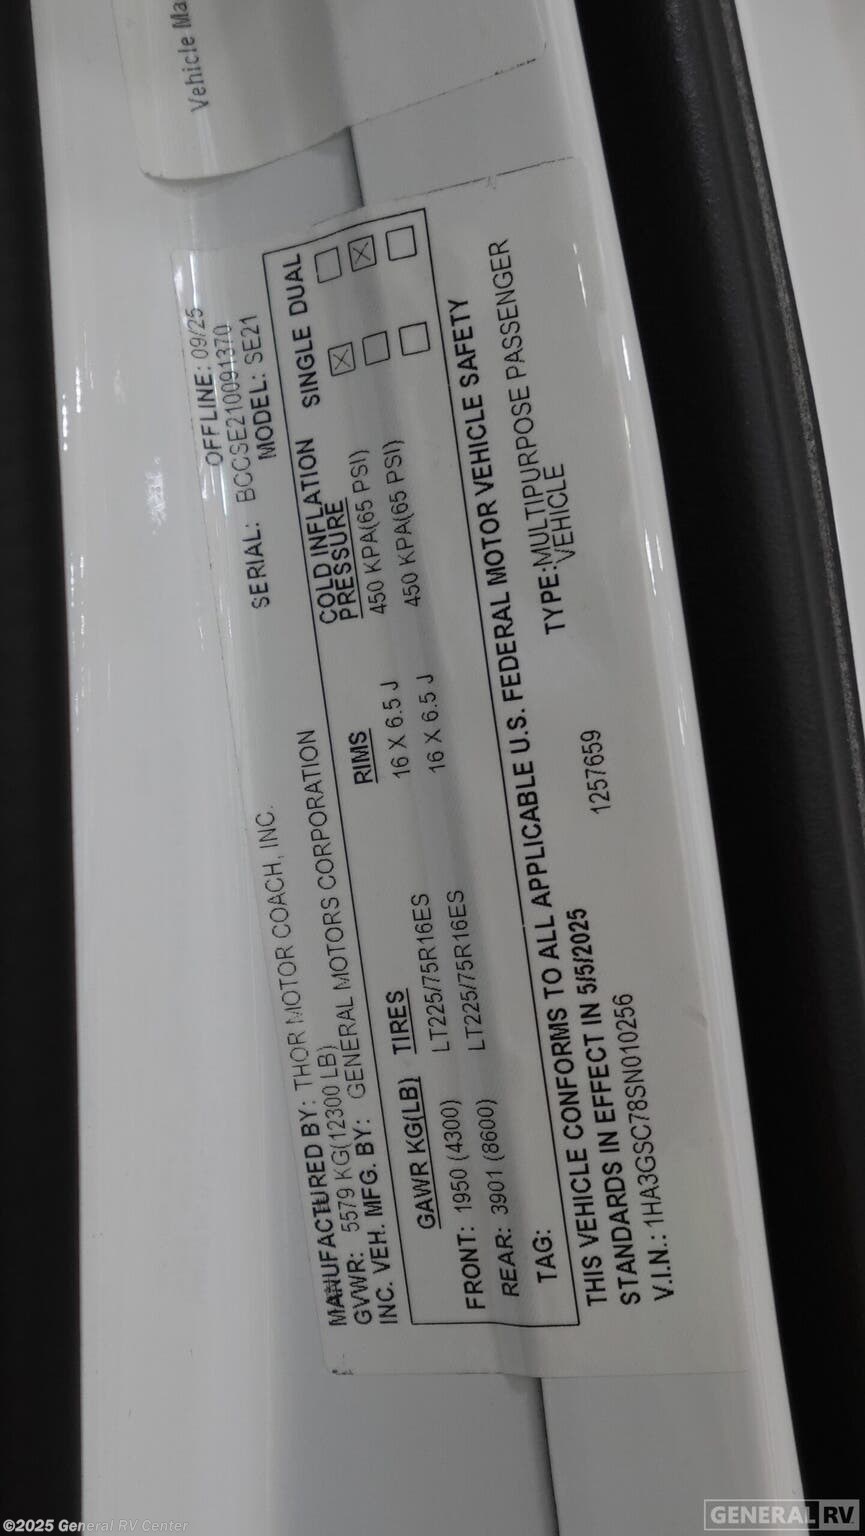 Vehicle Ma
OFFLINE: 09/25
SERIAL: BCCSE210091370
MODEL: SE21
MANUFACTURED BY: THOR MOTOR COACH, INC.
GVWR: 5579 KG(12300 LB)
INC. VEH. MFG. BY: GENERAL MOTORS CORPORATION
GAWR KG(LB) TIRES RIMS COLD INFLATION PRESSURE SINGLE DUAL
FRONT: 1950 (4300) LT225/75R16ES 16 X 6.5 J 450 KPA(65 PSI) ☒ ☐
REAR: 3901 (8600) LT225/75R16ES 16 X 6.5 J 450 KPA(65 PSI) ☐ ☒
TAG: ☐ ☐
THIS VEHICLE CONFORMS TO ALL APPLICABLE U.S. FEDERAL MOTOR VEHICLE SAFETY
STANDARDS IN EFFECT IN 5/5/2025
V.I.N.: 1HA3GSC78SN010256
1257659
TYPE:MULTIPURPOSE PASSENGER
VEHICLE
©2025 General RV Center
GENERAL RV